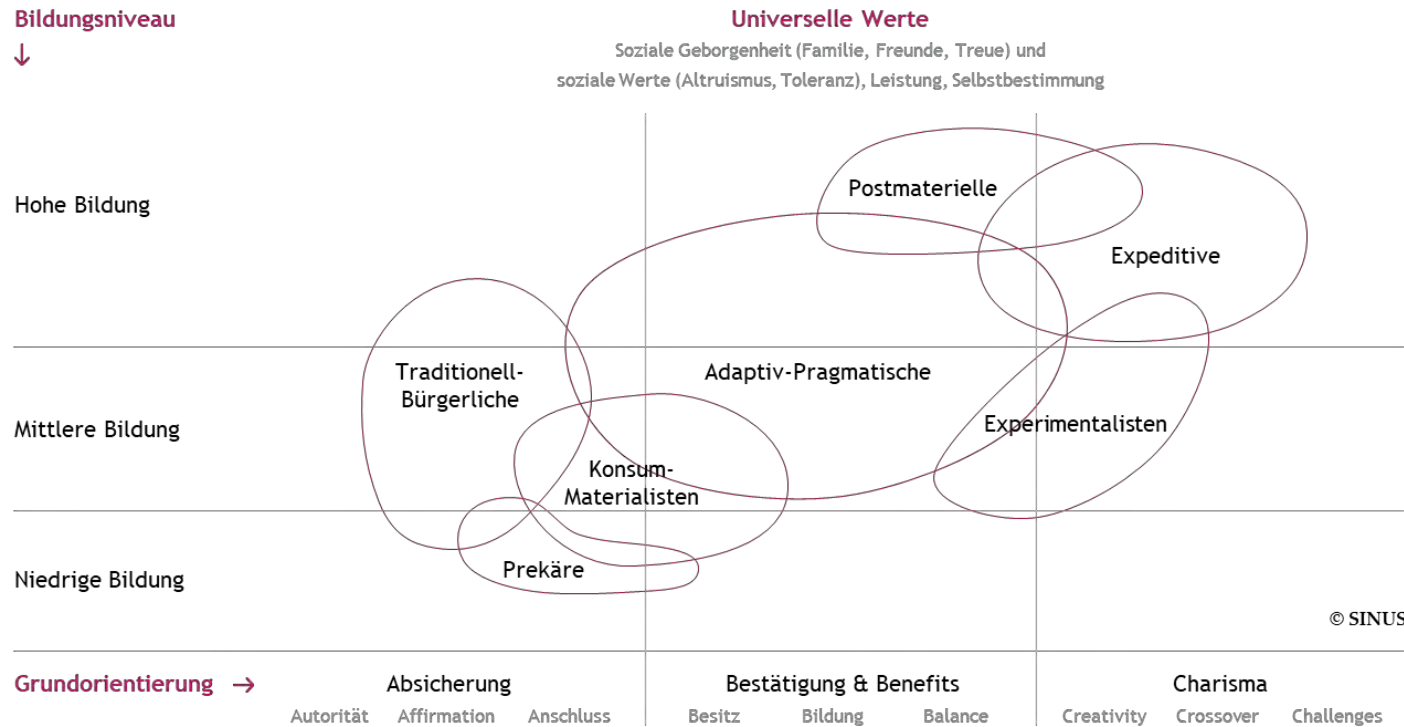 Bildungsniveau
↓
Universelle Werte
Soziale Geborgenheit (Familie, Freunde, Treue) und
soziale Werte (Altruismus, Toleranz), Leistung, Selbstbestimmung
Hohe Bildung
Postmaterielle
Expeditive
Traditionell-
Bürgerliche
Adaptiv-Pragmatische
Mittlere Bildung
Experimentalisten
Konsum-
Materialisten
Niedrige Bildung
Prekäre
© SINUS
Grundorientierung →
Absicherung
Bestätigung & Benefits
Charisma
Autorität Affirmation Anschluss Besitz Bildung Balance Creativity Crossover Challenges